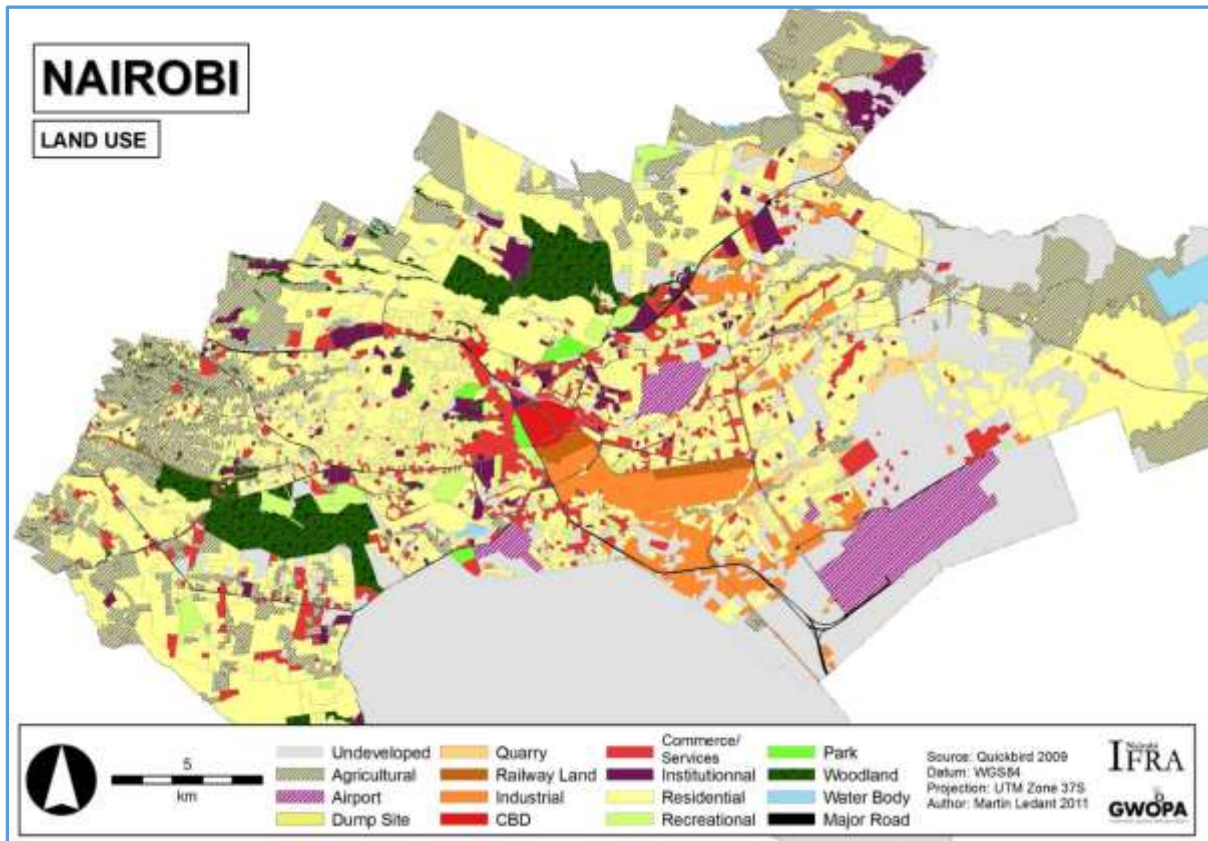 NAIROBI
LAND USE
5
km
Undeveloped
Agricultural
Airport
Dump Site
Quarry
Railway Land
Industrial
CBD
Commerce/
Services
Institutionnal
Residential
Recreational
Park
Woodland
Water Body
Major Road
Source: Quickbird 2009
Datum: WGS84
Projection: UTM Zone 37S
Author: Martin Ledant 2011
Nairobi
IFRA
GWOPA